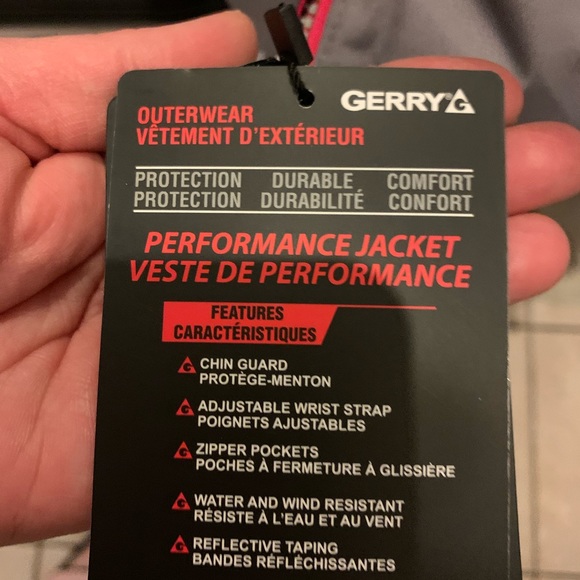 GERRY
OUTERWEAR
VÊTEMENT D'EXTÉRIEUR
PROTECTION DURABLE COMFORT
PROTECTION DURABILITÉ CONFORT
PERFORMANCE JACKET
VESTE DE PERFORMANCE
FEATURES
CARACTÉRISTIQUES
CHIN GUARD
PROTÈGE-MENTON
ADJUSTABLE WRIST STRAP
POIGNETS AJUSTABLES
ZIPPER POCKETS
POCHES À FERMETURE À GLISSIÈRE
WATER AND WIND RESISTANT
RÉSISTE À L'EAU ET AU VENT
REFLECTIVE TAPING
BANDES RÉFLÉCHISSANTES